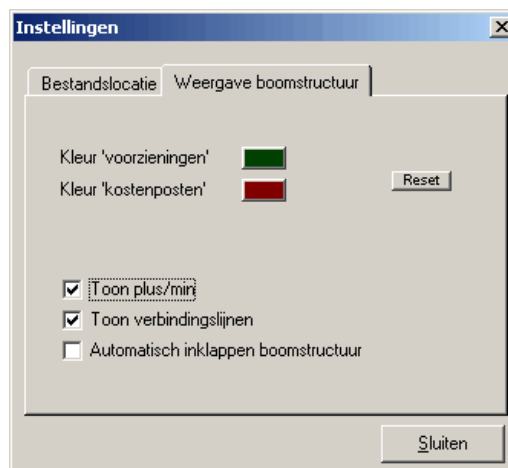 Instellingen
Bestandslocatie
Weergave boomstructuur
Kleur 'voorzieningen'
Kleur 'kostenposten'
Reset
Toon plus/min
Toon verbindingslijnen
Automatisch inklappen boomstructuur
Sluiten